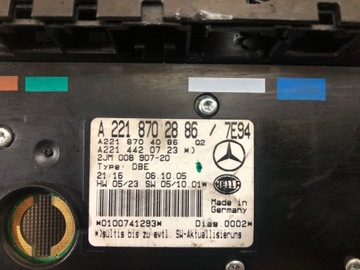 A 221 870 28 86 / 7E94
A221 870 40 86 Q2
A221 442 07 23 *)
2JM 008 907-20
Type: DBE
21:16 06.10.05
HW 05/23 SW 05/10.01*)
HELLA
*0100741293*
Made in
Germany
Diag.0002*)
*)gültig bis zu evtl. SW-Aktuallisierung